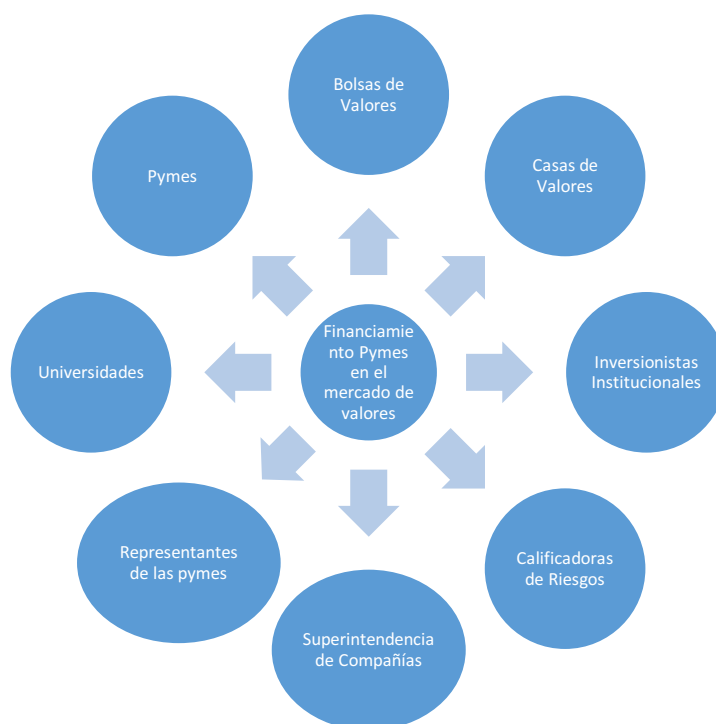 Bolsas de
Valores
Pymes
Casas de
Valores
Financiamie
nto Pymes
en el
mercado de
valores
Universidades
Inversionistas
Institucionales
Representantes
de las pymes
Calificadoras
de Riesgos
Superintendencia
de Compañías